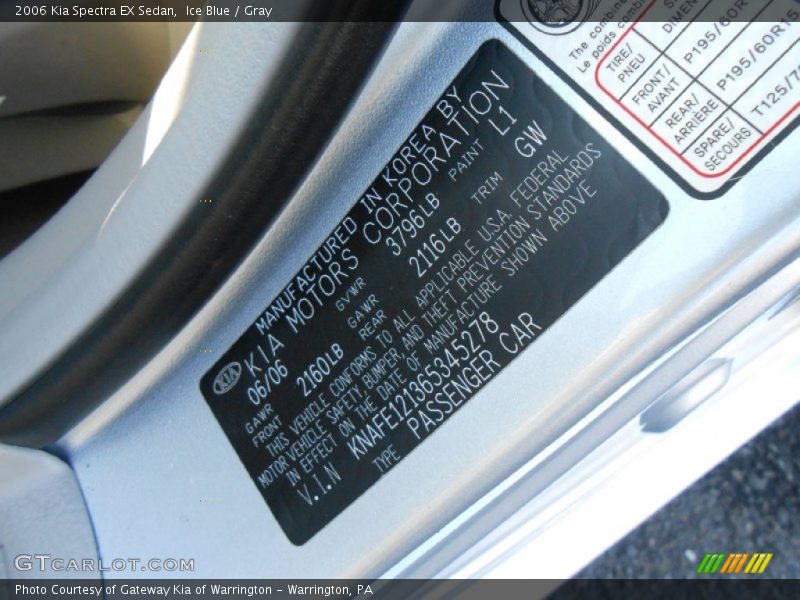 2006 Kia Spectra EX Sedan, Ice Blue / Gray
The combined
Le poids combiné
TIRE/ PNEU
FRONT/ AVANT P195/60R
REAR/ ARRIÈRE P195/60R15
SPARE/ SECOURS T125/7
KIA
MANUFACTURED IN KOREA BY
KIA MOTORS CORPORATION
06/06 GVWR 3796LB PAINT L1
GAWR FRONT 2160LB GAWR REAR 2116LB TRIM GW
THIS VEHICLE CONFORMS TO ALL APPLICABLE U.S.A. FEDERAL
MOTOR VEHICLE SAFETY BUMPER, AND THEFT PREVENTION STANDARDS
IN EFFECT ON THE DATE OF MANUFACTURE SHOWN ABOVE
V.I.N KNAFE121365345278
TYPE PASSENGER CAR
GTCARLOT.COM
Photo Courtesy of Gateway Kia of Warrington - Warrington, PA